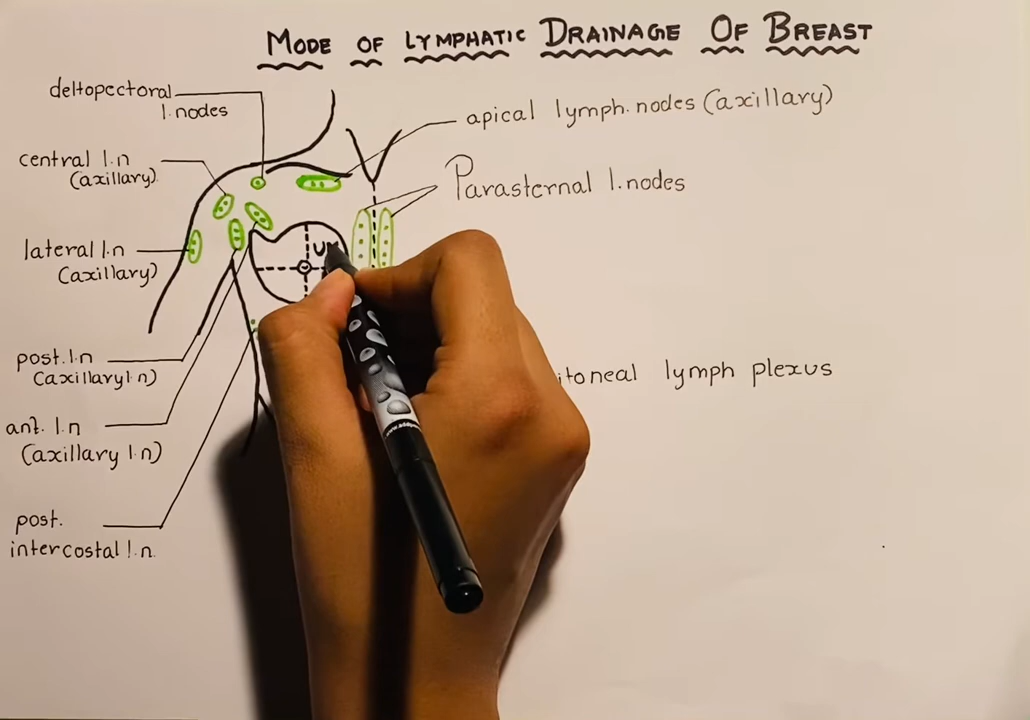 MODE OF LYMPHATIC DRAINAGE OF BREAST
deltopectoral
l.nodes
apical lymph.nodes (axillary)
central l.n
(axillary)
Parasternal l.nodes
lateral l.n
(axillary)
post. l.n
(axillary l.n)
itoneal lymph plexus
ant. l.n
(axillary l.n)
post.
intercostal l.n.